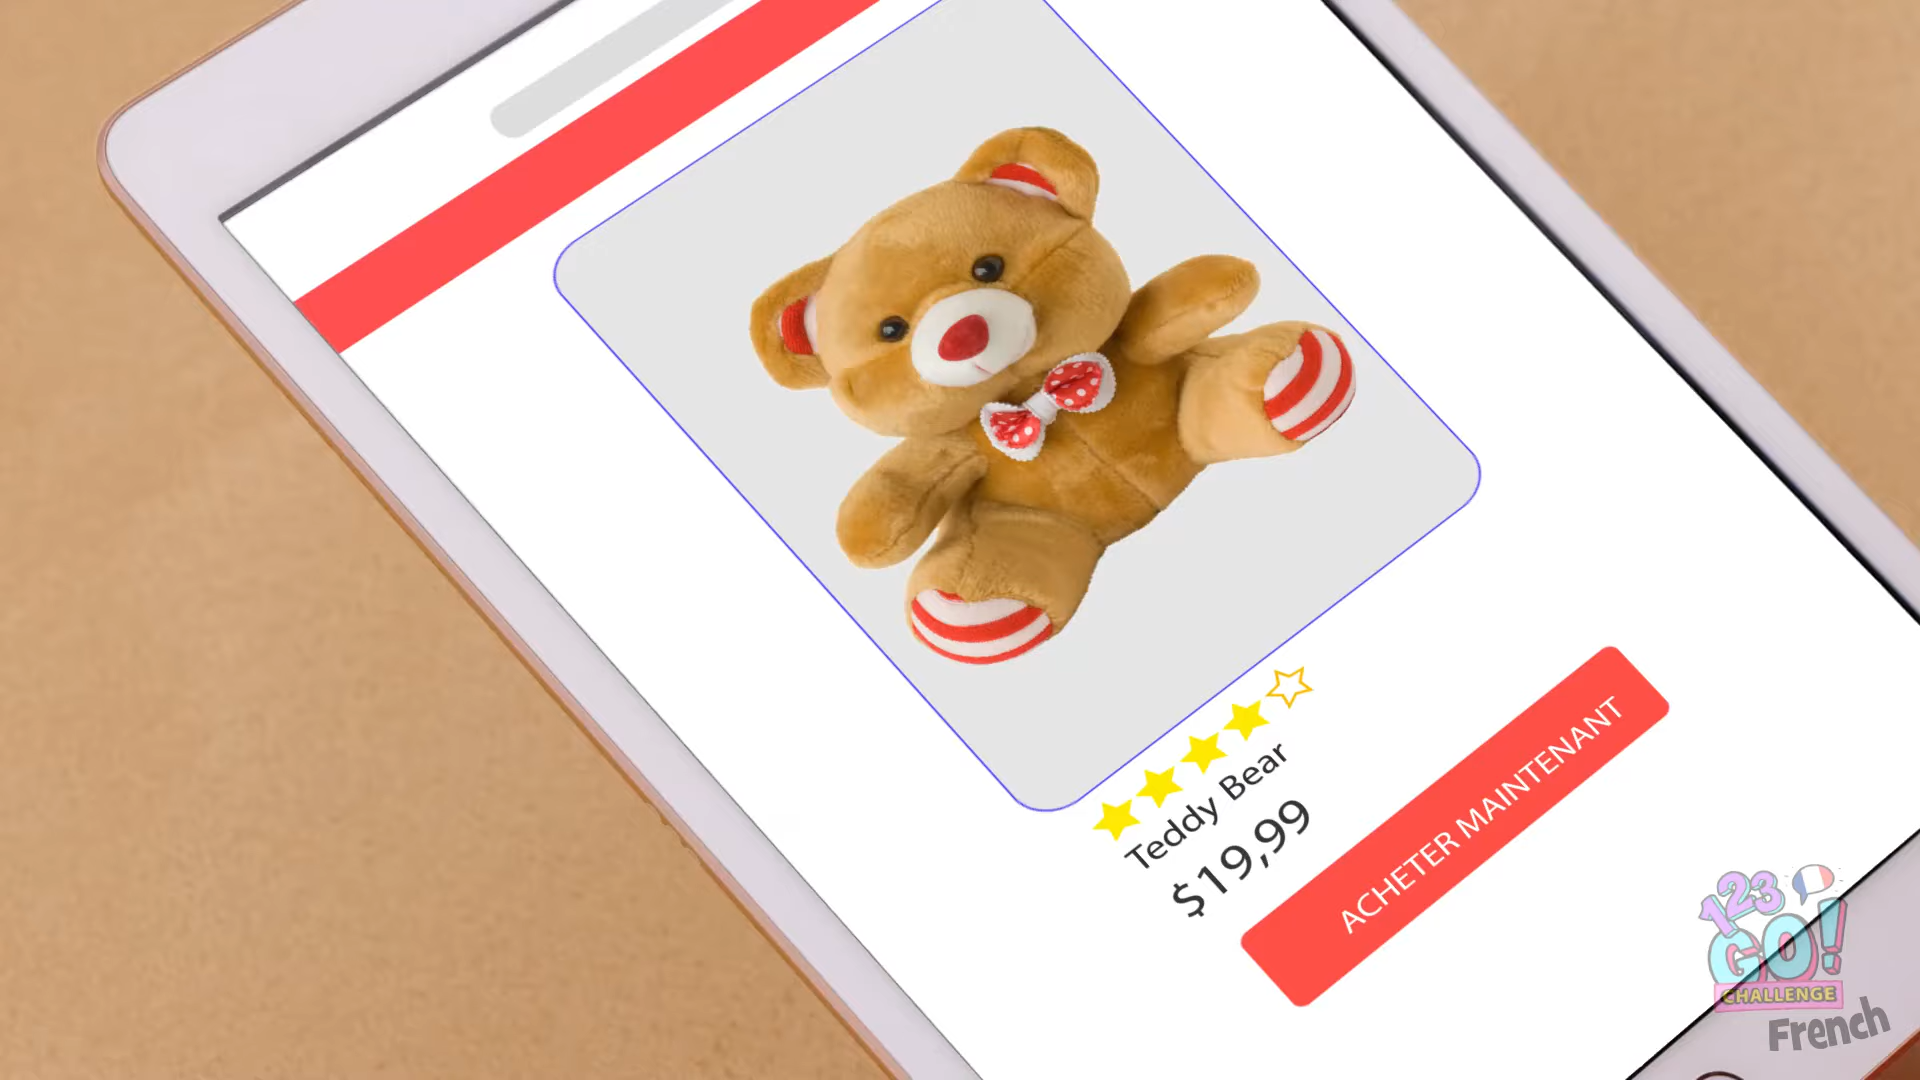 Teddy Bear
$19,99
ACHETER MAINTENANT
123
GO!
CHALLENGE
French